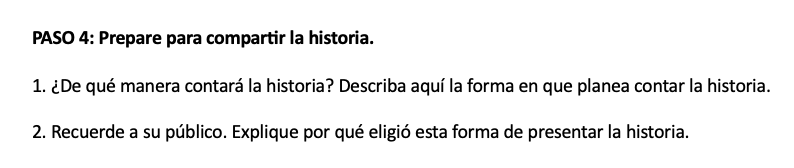 PASO 4: Prepare para compartir la historia.
1. ¿De qué manera contará la historia? Describa aquí la forma en que planea contar la historia.
2. Recuerde a su público. Explique por qué eligió esta forma de presentar la historia.